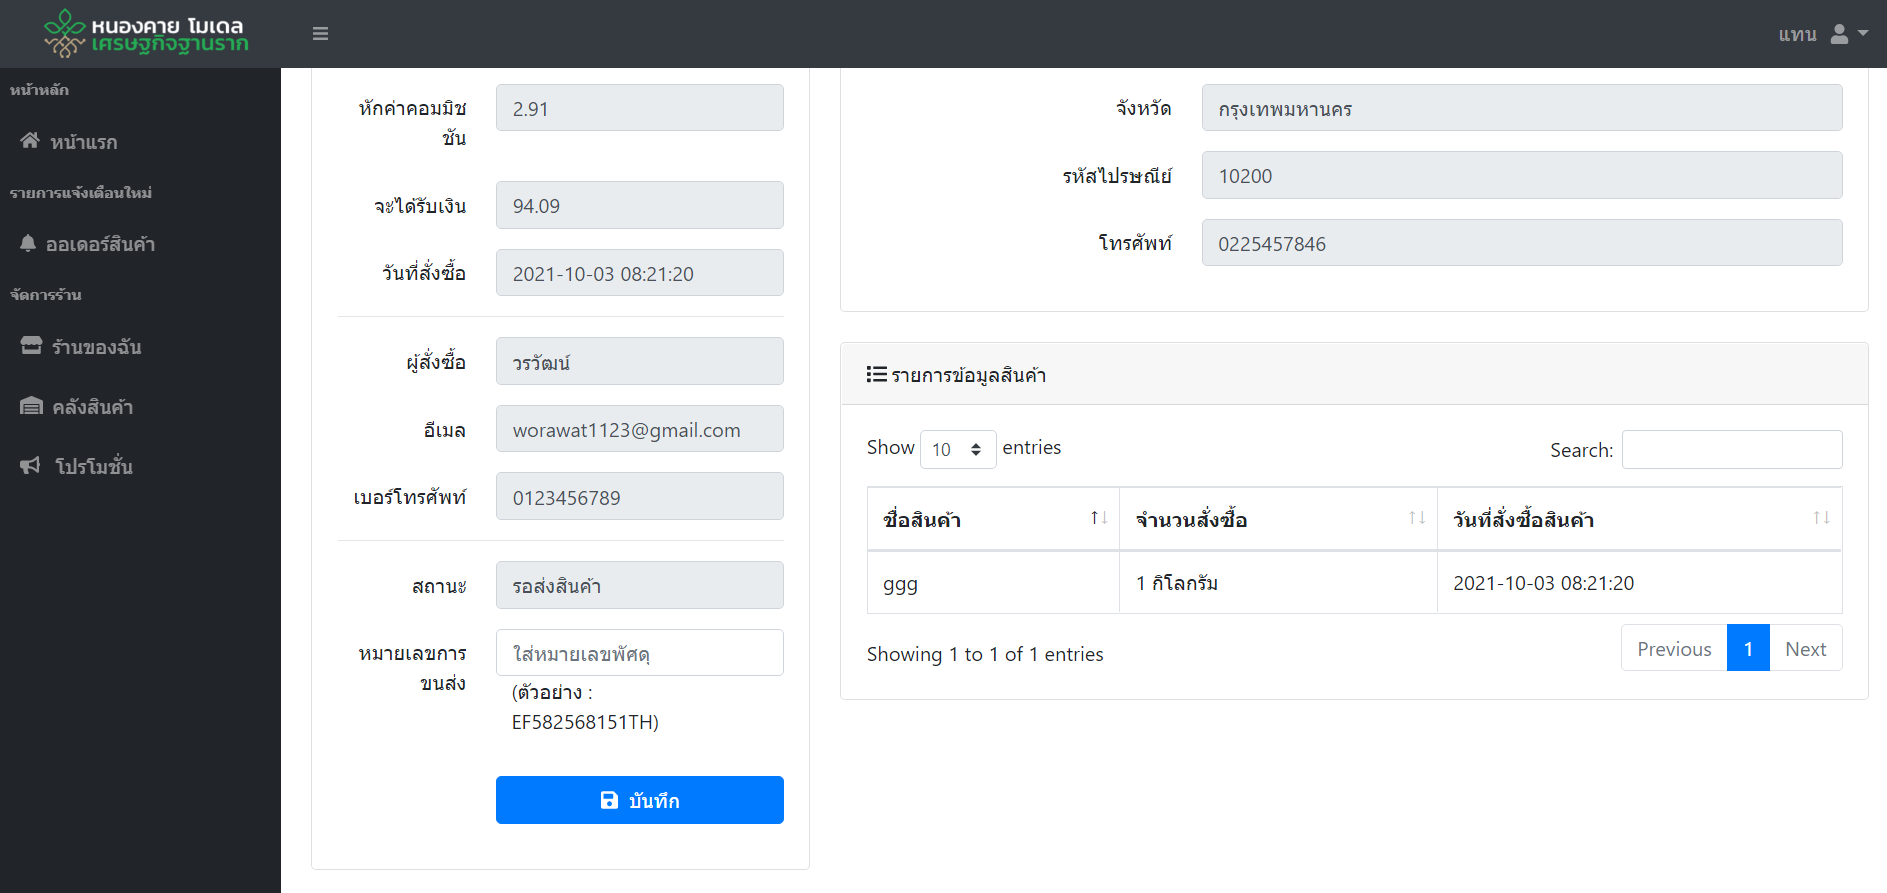 หนองคาย โมเดล
เศรษฐกิจฐานราก
แทน
หน้าหลัก
หน้าแรก
รายการแจ้งเตือนใหม่
ออเดอร์สินค้า
จัดการร้าน
ร้านของฉัน
คลังสินค้า
โปรโมชั่น
หักค่าคอมมิช
ชัน
2.91
จะได้รับเงิน
94.09
วันที่สั่งซื้อ
2021-10-03 08:21:20
ผู้สั่งซื้อ
วรวัฒน์
อีเมล
worawat1123@gmail.com
เบอร์โทรศัพท์
0123456789
สถานะ
รอส่งสินค้า
หมายเลขการ
ขนส่ง
ใส่หมายเลขพัศดุ
(ตัวอย่าง :
EF582568151TH)
บันทึก
จังหวัด
กรุงเทพมหานคร
รหัสไปรษณีย์
10200
โทรศัพท์
0225457846
รายการข้อมูลสินค้า
Show 10 entries
Search:
ชื่อสินค้า จำนวนสั่งซื้อ วันที่สั่งซื้อสินค้า
ggg 1 กิโลกรัม 2021-10-03 08:21:20
Showing 1 to 1 of 1 entries
Previous 1 Next